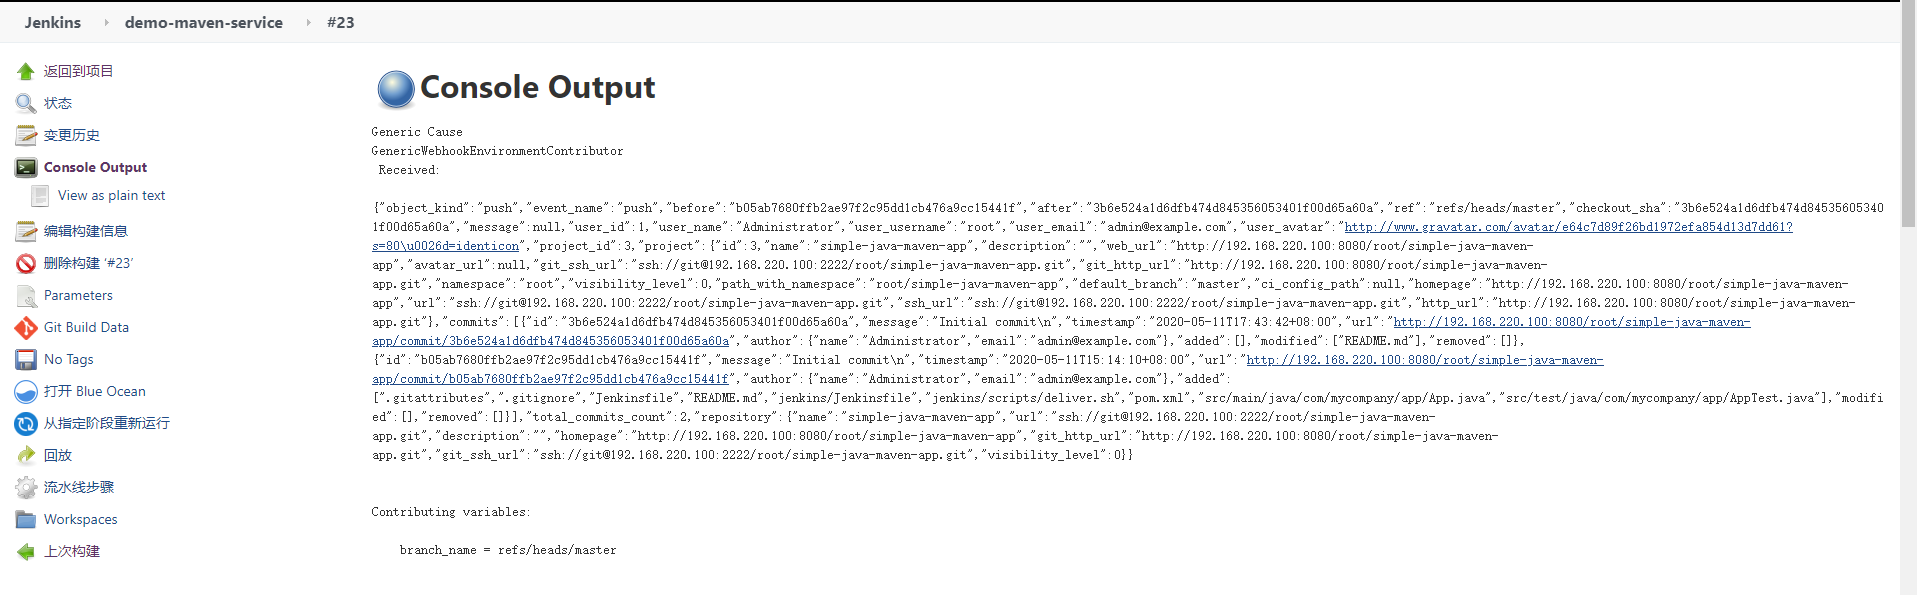 Jenkins
demo-maven-service
#23
返回到项目
状态
变更历史
Console Output
View as plain text
编辑构建信息
删除构建 ‘#23’
Parameters
Git Build Data
No Tags
打开 Blue Ocean
从指定阶段重新运行
回放
流水线步骤
Workspaces
上次构建
Console Output
Generic Cause
GenericWebhookEnvironmentContributor
Received:
{"object_kind":"push","event_name":"push","before":"b05ab7680ffb2ae97f2c95dd1cb476a9cc15441f","after":"3b6e524a1d6dfb474d845356053401f00d65a60a","ref":"refs/heads/master","checkout_sha":"3b6e524a1d6dfb474d84535605340
1f00d65a60a","message":null,"user_id":1,"user_name":"Administrator","user_username":"root","user_email":"admin@example.com","user_avatar":"http://www.gravatar.com/avatar/e64c7d89f26bd1972efa854d13d7dd61?
s=80\u0026d=identicon","project_id":3,"project":{"id":3,"name":"simple-java-maven-app","description":"","web_url":"http://192.168.220.100:8080/root/simple-java-maven-
app","avatar_url":null,"git_ssh_url":"ssh://git@192.168.220.100:2222/root/simple-java-maven-app.git","git_http_url":"http://192.168.220.100:8080/root/simple-java-maven-
app.git","namespace":"root","visibility_level":0,"path_with_namespace":"root/simple-java-maven-app","default_branch":"master","ci_config_path":null,"homepage":"http://192.168.220.100:8080/root/simple-java-maven-
app","url":"ssh://git@192.168.220.100:2222/root/simple-java-maven-app.git","ssh_url":"ssh://git@192.168.220.100:2222/root/simple-java-maven-app.git","http_url":"http://192.168.220.100:8080/root/simple-java-maven-
app.git"},"commits":[{"id":"3b6e524a1d6dfb474d845356053401f00d65a60a","message":"Initial commit\n","timestamp":"2020-05-11T17:43:42+08:00","url":"http://192.168.220.100:8080/root/simple-java-maven-
app/commit/3b6e524a1d6dfb474d845356053401f00d65a60a","author":{"name":"Administrator","email":"admin@example.com"},"added":[],"modified":["README.md"],"removed":[]},
{"id":"b05ab7680ffb2ae97f2c95dd1cb476a9cc15441f","message":"Initial commit\n","timestamp":"2020-05-11T15:14:10+08:00","url":"http://192.168.220.100:8080/root/simple-java-maven-
app/commit/b05ab7680ffb2ae97f2c95dd1cb476a9cc15441f","author":{"name":"Administrator","email":"admin@example.com"},"added":
[".gitattributes",".gitignore","Jenkinsfile","README.md","jenkins/Jenkinsfile","jenkins/scripts/deliver.sh","pom.xml","src/main/java/com/mycompany/app/App.java","src/test/java/com/mycompany/app/AppTest.java"],"modifi
ed":[],"removed":[]}],"total_commits_count":2,"repository":{"name":"simple-java-maven-app","url":"ssh://git@192.168.220.100:2222/root/simple-java-maven-
app.git","description":"","homepage":"http://192.168.220.100:8080/root/simple-java-maven-app","git_http_url":"http://192.168.220.100:8080/root/simple-java-maven-
app.git","git_ssh_url":"ssh://git@192.168.220.100:2222/root/simple-java-maven-app.git","visibility_level":0}}
Contributing variables:
branch_name = refs/heads/master